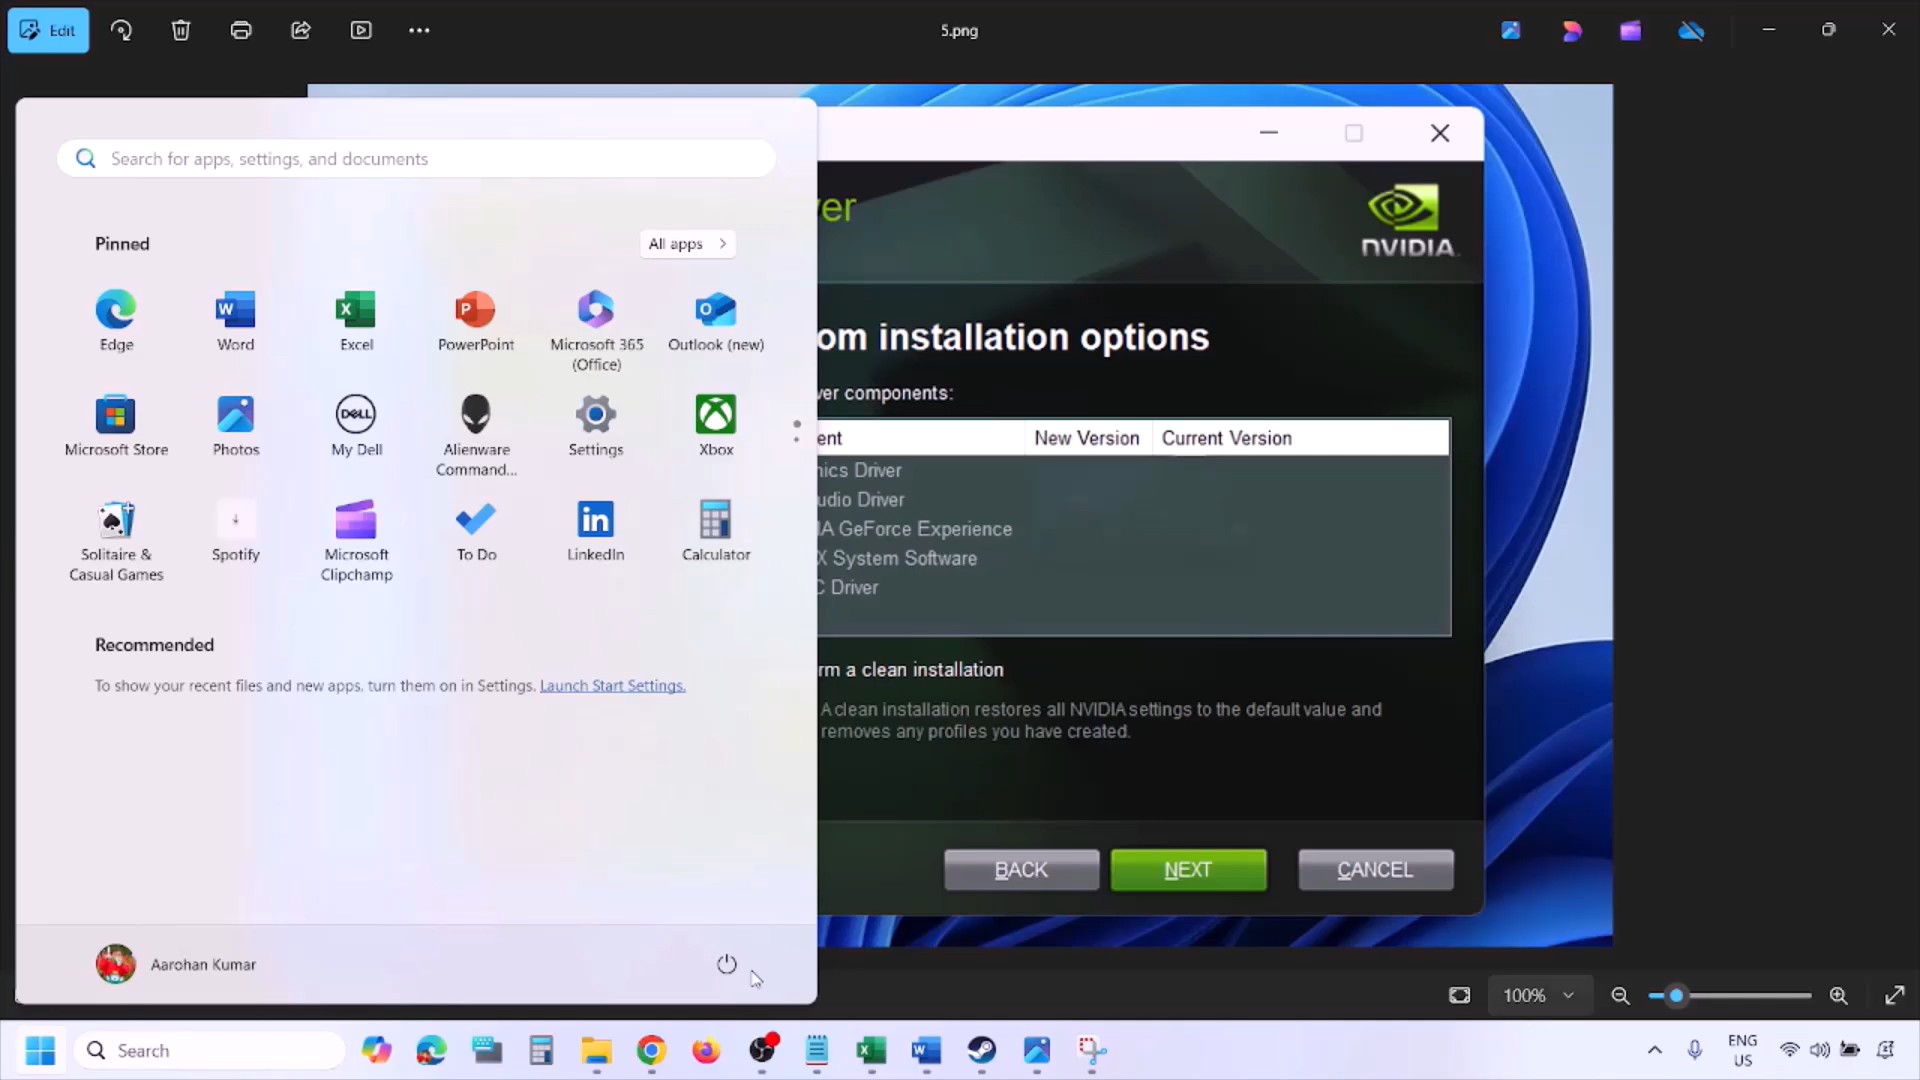 Edit
5.png
Search for apps, settings, and documents
Pinned
All apps
Edge
Word
Excel
PowerPoint
Microsoft 365
(Office)
Outlook (new)
Microsoft Store
Photos
DELL
My Dell
Alienware
Command...
Settings
Xbox
Solitaire &
Casual Games
Spotify
Microsoft
Clipchamp
To Do
LinkedIn
Calculator
Recommended
To show your recent files and new apps, turn them on in Settings. Launch Start Settings.
Aarohan Kumar
ver
NVIDIA
om installation options
ver components:
ent New Version Current Version
ics Driver
udio Driver
IA GeForce Experience
X System Software
C Driver
rm a clean installation
A clean installation restores all NVIDIA settings to the default value and
removes any profiles you have created.
BACK
NEXT
CANCEL
100%
Search
ENG
US